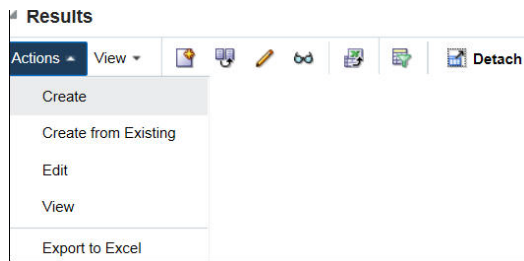 Results
Actions View Detach
Create
Create from Existing
Edit
View
Export to Excel